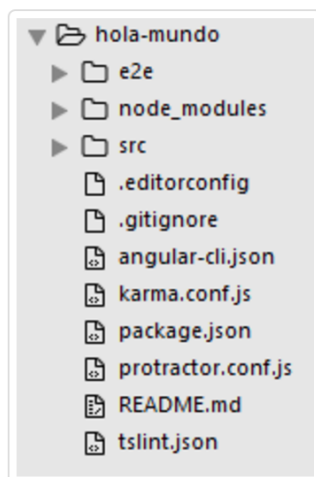 hola-mundo
e2e
node_modules
src
.editorconfig
.gitignore
angular-cli.json
karma.conf.js
package.json
protractor.conf.js
README.md
tslint.json